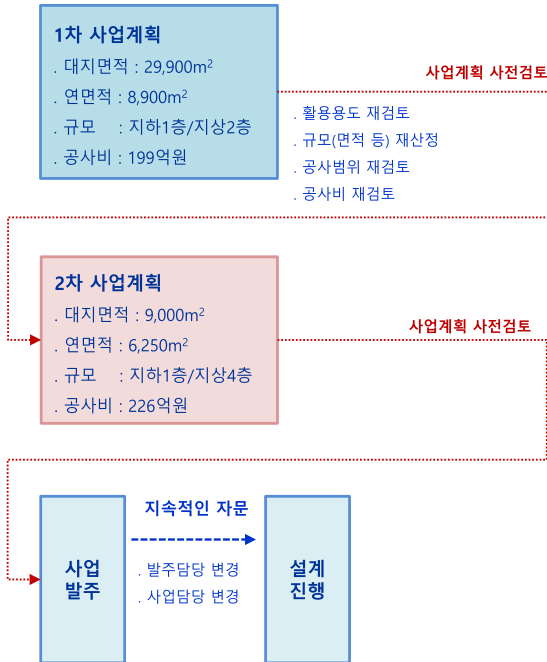 1차 사업계획
. 대지면적 : 29,900m²
. 연면적 : 8,900m²
. 규모 : 지하1층/지상2층
. 공사비 : 199억원
사업계획 사전검토
. 활용용도 재검토
. 규모(면적 등) 재산정
. 공사범위 재검토
. 공사비 재검토
2차 사업계획
. 대지면적 : 9,000m²
. 연면적 : 6,250m²
. 규모 : 지하1층/지상4층
. 공사비 : 226억원
사업계획 사전검토
사업
발주
지속적인 자문
. 발주담당 변경
. 사업담당 변경
설계
진행